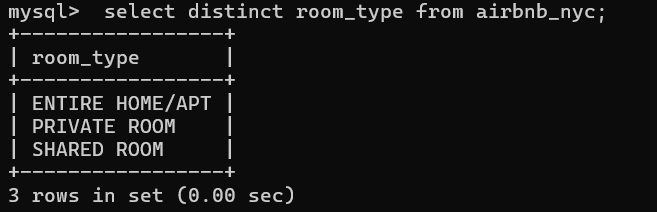 mysql>  select distinct room_type from airbnb_nyc;
+-----------------+
| room_type       |
+-----------------+
| ENTIRE HOME/APT |
| PRIVATE ROOM    |
| SHARED ROOM     |
+-----------------+
3 rows in set (0.00 sec)